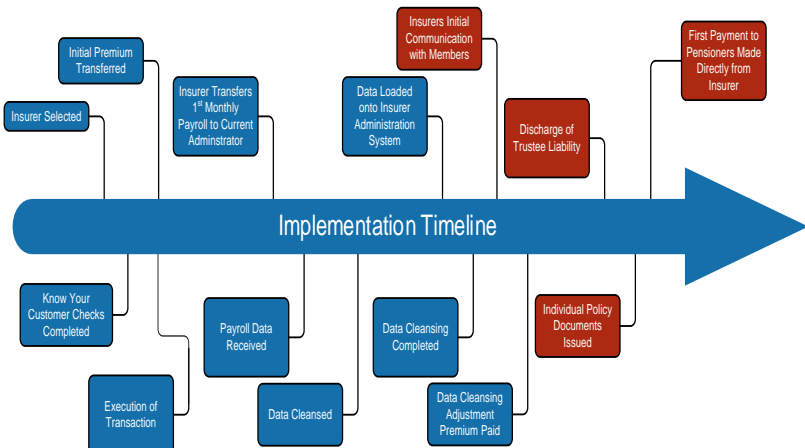 Insurers Initial
Communication
with Members
First Payment to
Pensioners Made
Directly from
Insurer
Initial Premium
Transferred
Insurer Transfers
1st Monthly
Payroll to Current
Adminstrator
Data Loaded
onto Insurer
Administration
System
Insurer Selected
Discharge of
Trustee Liability
Implementation Timeline
Know Your
Customer Checks
Completed
Payroll Data
Received
Data Cleansing
Completed
Individual Policy
Documents
Issued
Execution of
Transaction
Data Cleansed
Data Cleansing
Adjustment
Premium Paid